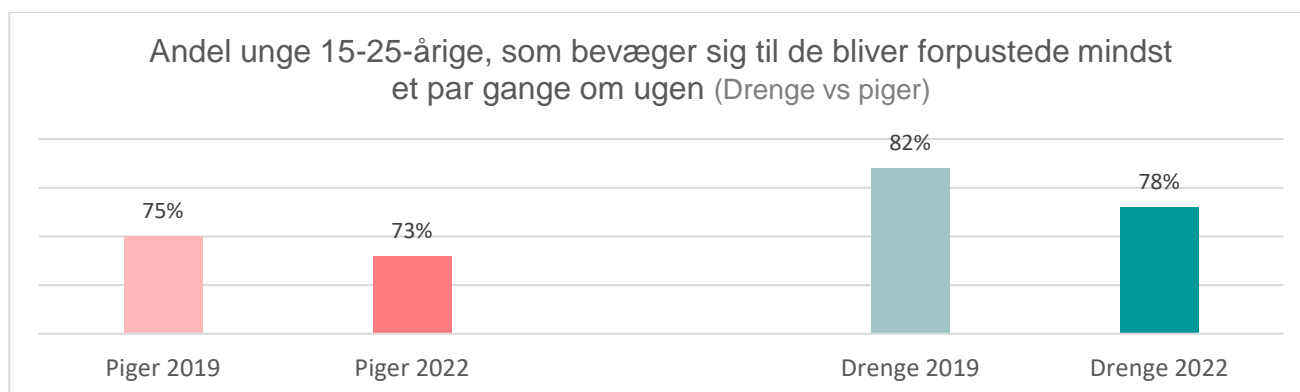 Andel unge 15-25-årige, som bevæger sig til de bliver forpustede mindst
et par gange om ugen (Drenge vs piger)
75%
73%
82%
78%
Piger 2019
Piger 2022
Drenge 2019
Drenge 2022